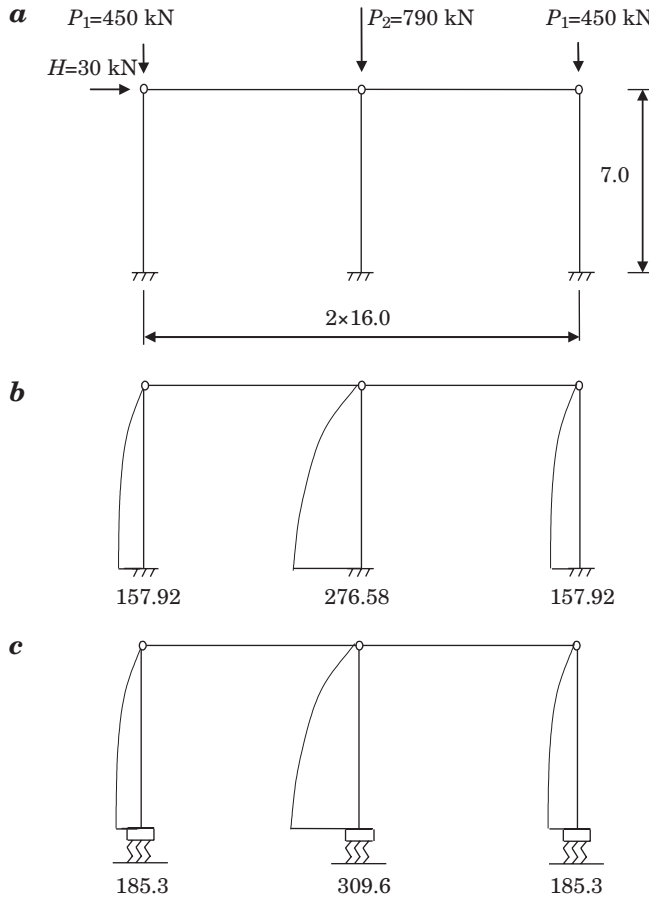 a
P₁=450 kN P₂=790 kN P₁=450 kN
H=30 kN
7.0
2×16.0
b
157.92 276.58 157.92
c
185.3 309.6 185.3